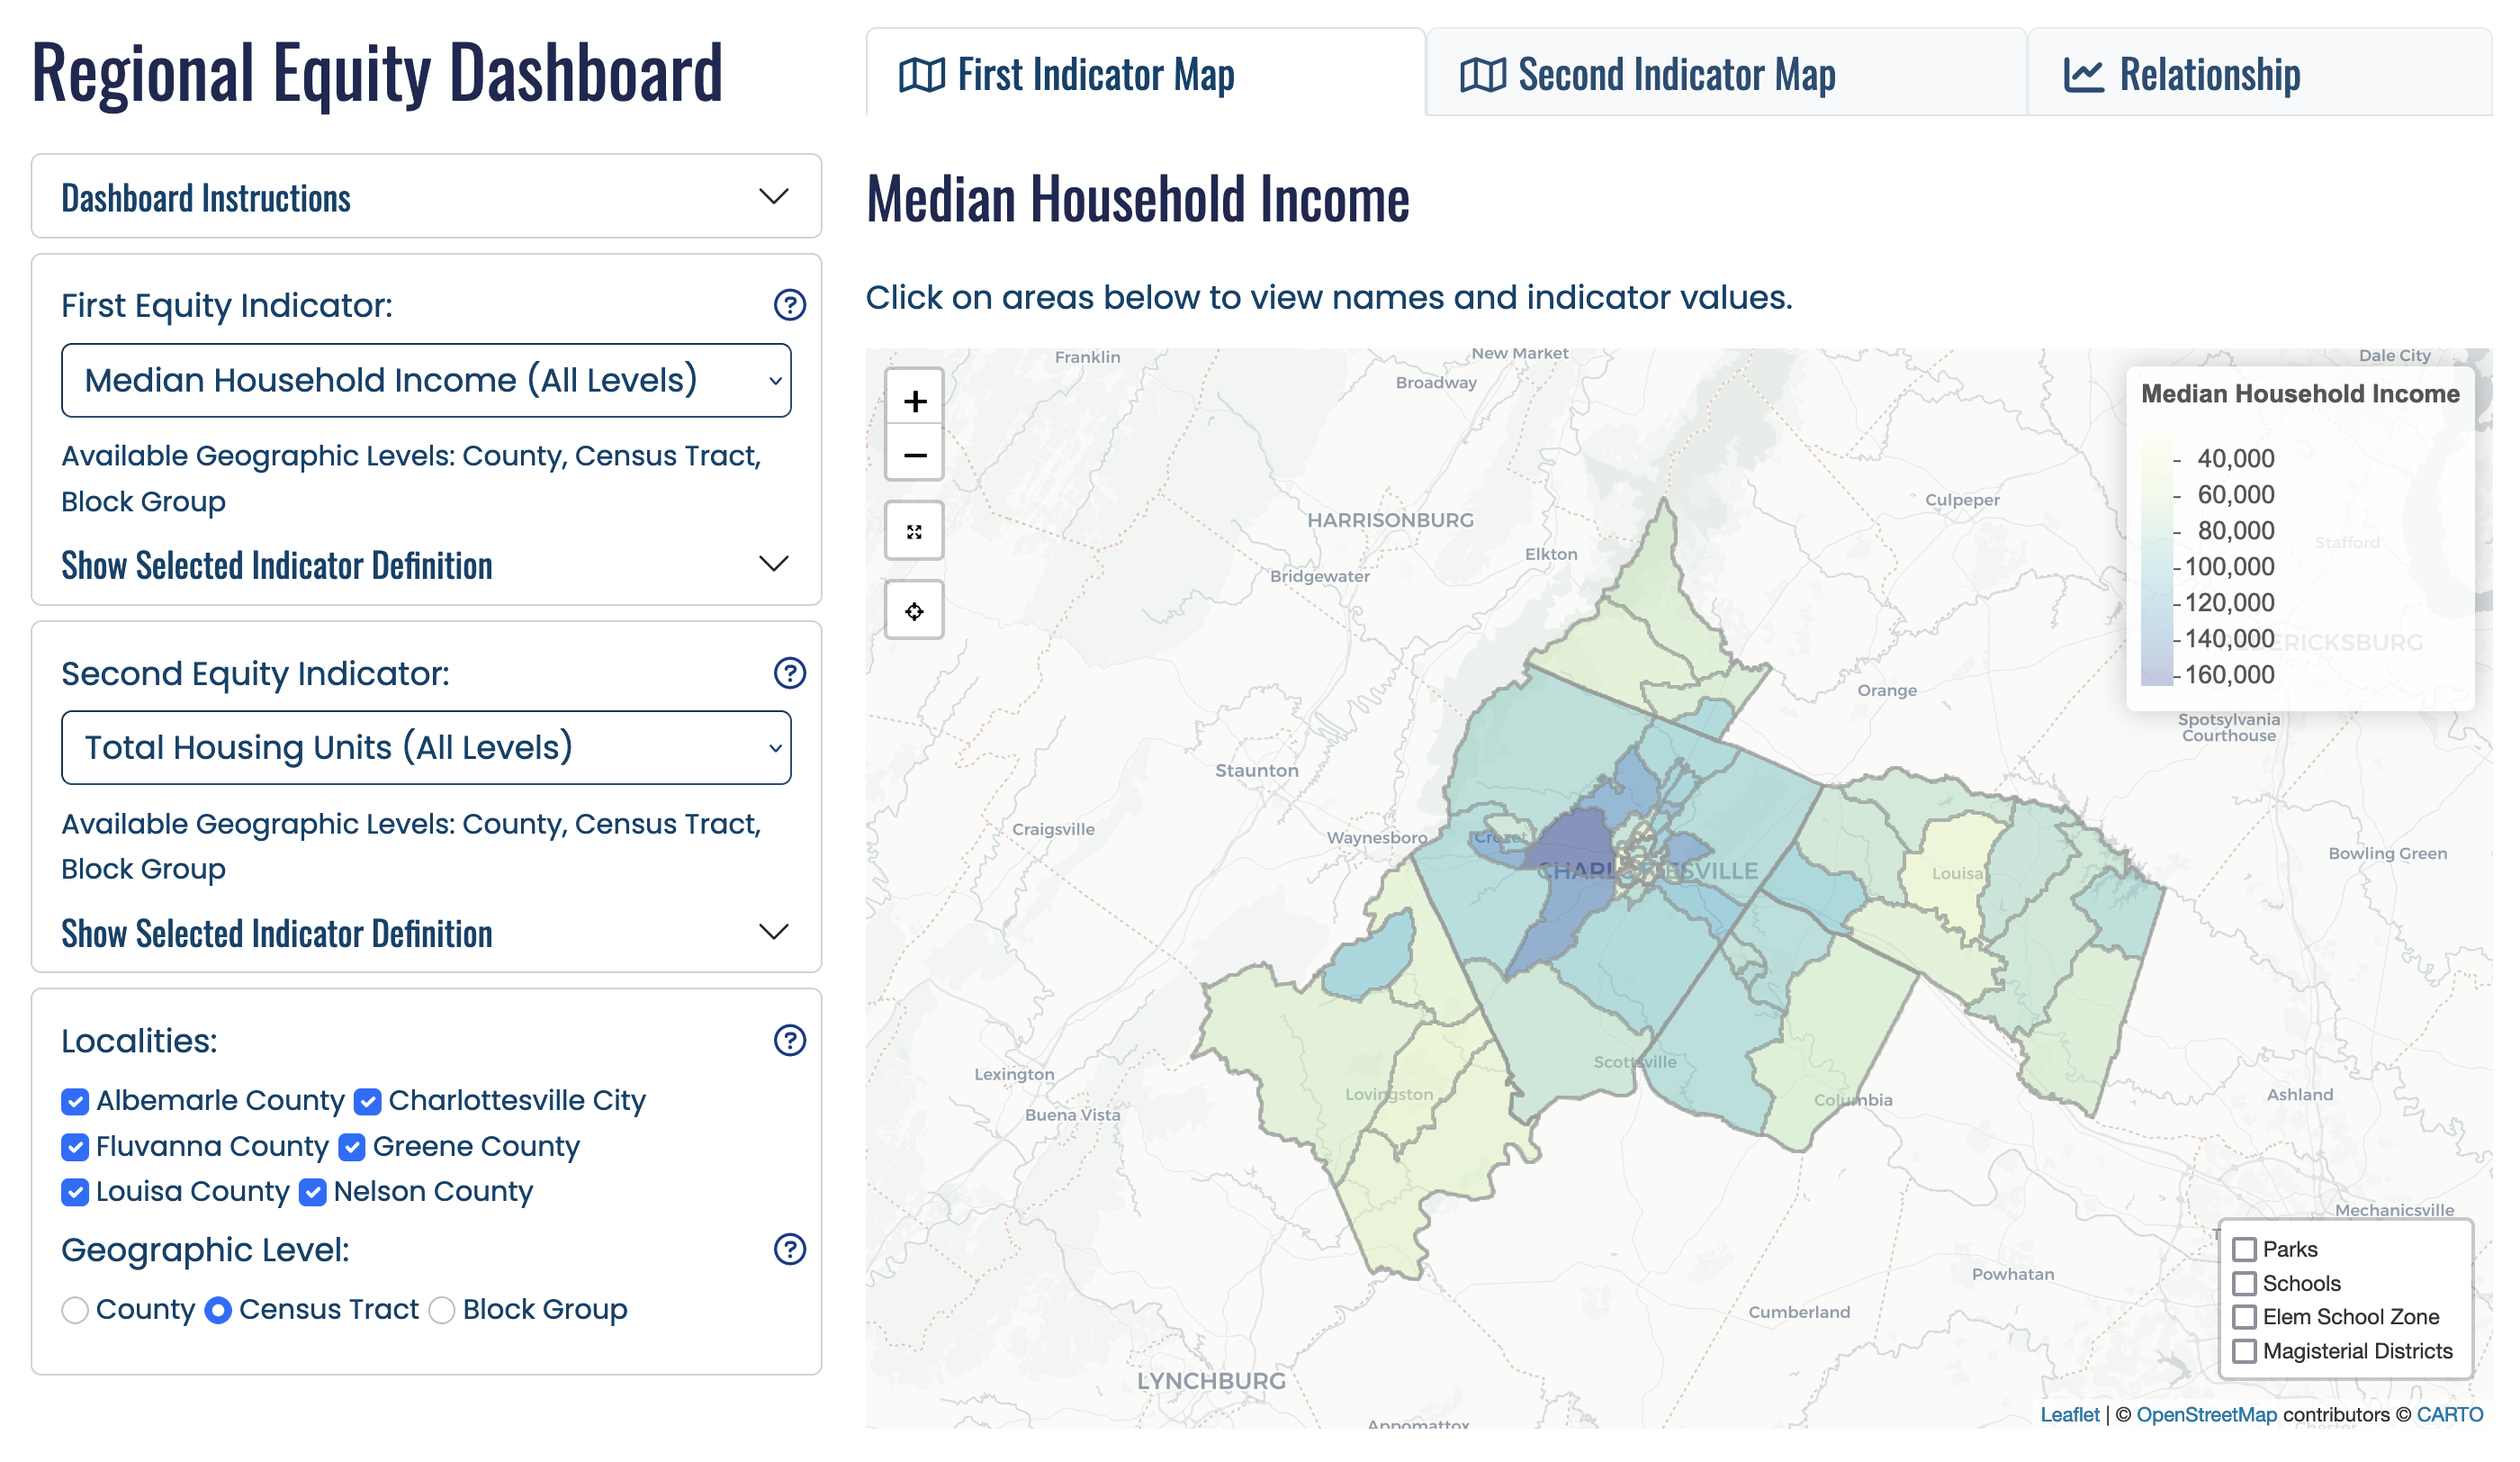 Regional Equity Dashboard
Dashboard Instructions
First Equity Indicator:
Median Household Income (All Levels)
Available Geographic Levels: County, Census Tract,
Block Group
Show Selected Indicator Definition
Second Equity Indicator:
Total Housing Units (All Levels)
Available Geographic Levels: County, Census Tract,
Block Group
Show Selected Indicator Definition
Localities:
Albemarle County Charlottesville City
Fluvanna County Greene County
Louisa County Nelson County
Geographic Level:
County Census Tract Block Group
First Indicator Map
Second Indicator Map
Relationship
Median Household Income
Click on areas below to view names and indicator values.
+
−
Franklin
New Market
Broadway
Dale City
HARRISONBURG
Culpeper
Elkton
Bridgewater
Stafford
Orange
Spotsylvania
Courthouse
Staunton
Craigsville
Waynesboro
Crozet
CHARLOTTESVILLE
Louisa
Bowling Green
Lexington
Scottsville
Lovingston
Columbia
Ashland
Buena Vista
Mechanicsville
Powhatan
Cumberland
LYNCHBURG
Appomattox
Median Household Income
40,000
60,000
80,000
100,000
120,000
140,000
160,000
Parks
Schools
Elem School Zone
Magisterial Districts
Leaflet | © OpenStreetMap contributors © CARTO